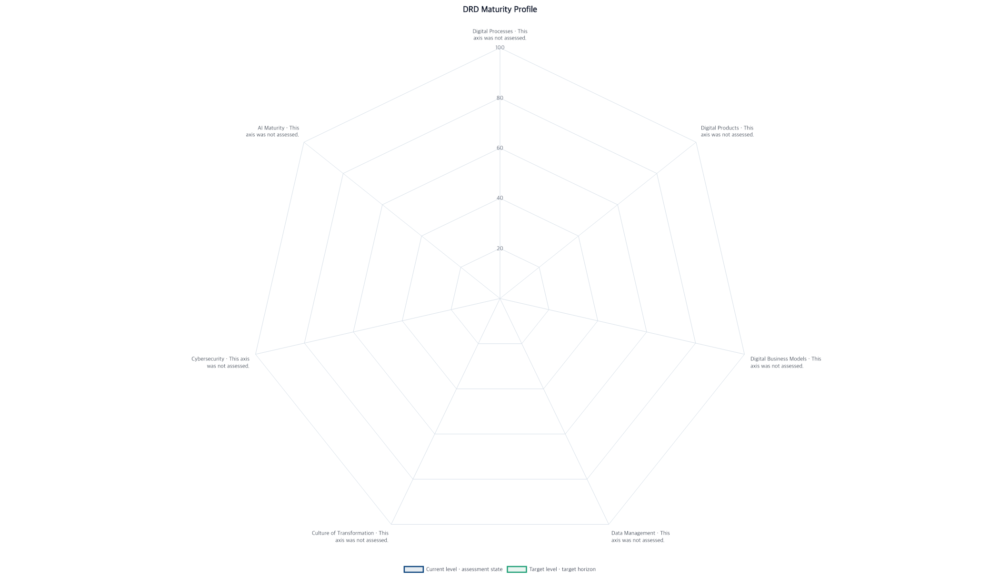 DRD Maturity Profile
Digital Processes · This
axis was not assessed.
100
80
AI Maturity · This
axis was not assessed.
Digital Products · This
axis was not assessed.
60
40
20
Cybersecurity · This axis
was not assessed.
Digital Business Models · This
axis was not assessed.
Culture of Transformation · This
axis was not assessed.
Data Management · This
axis was not assessed.
Current level · assessment state
Target level · target horizon